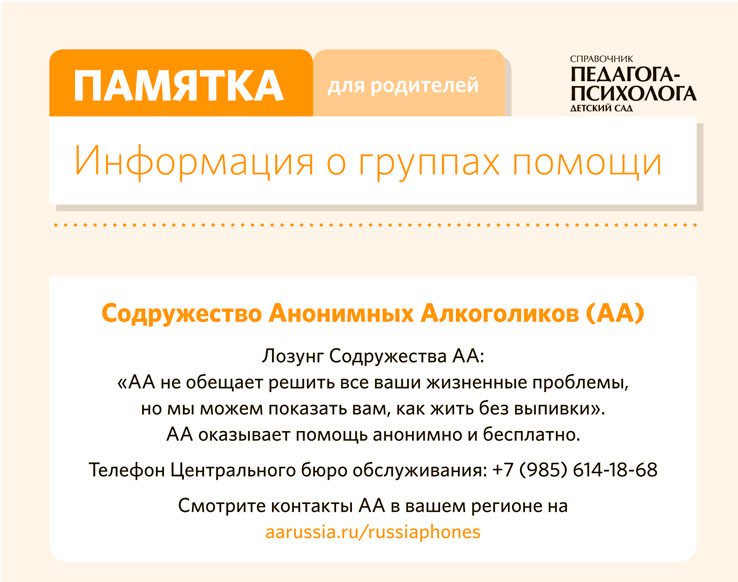 ПАМЯТКА
для родителей
СПРАВОЧНИК
ПЕДАГОГА-
ПСИХОЛОГА
ДЕТСКИЙ САД
Информация о группах помощи
Содружество Анонимных Алкоголиков (АА)
Лозунг Содружества АА:
«АА не обещает решить все ваши жизненные проблемы,
но мы можем показать вам, как жить без выпивки».
АА оказывает помощь анонимно и бесплатно.
Телефон Центрального бюро обслуживания: +7 (985) 614-18-68
Смотрите контакты АА в вашем регионе на
aarussia.ru/russiaphones